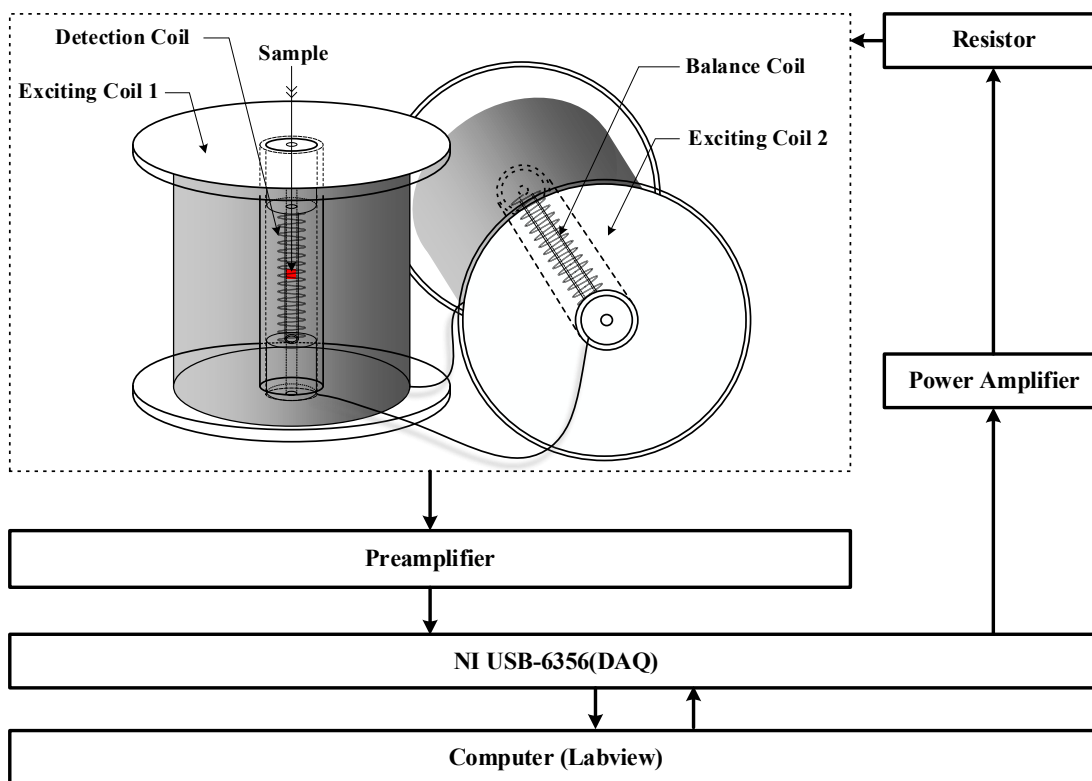 Detection Coil
Sample
Exciting Coil 1
Balance Coil
Exciting Coil 2
Resistor
Power Amplifier
Preamplifier
NI USB-6356(DAQ)
Computer (Labview)